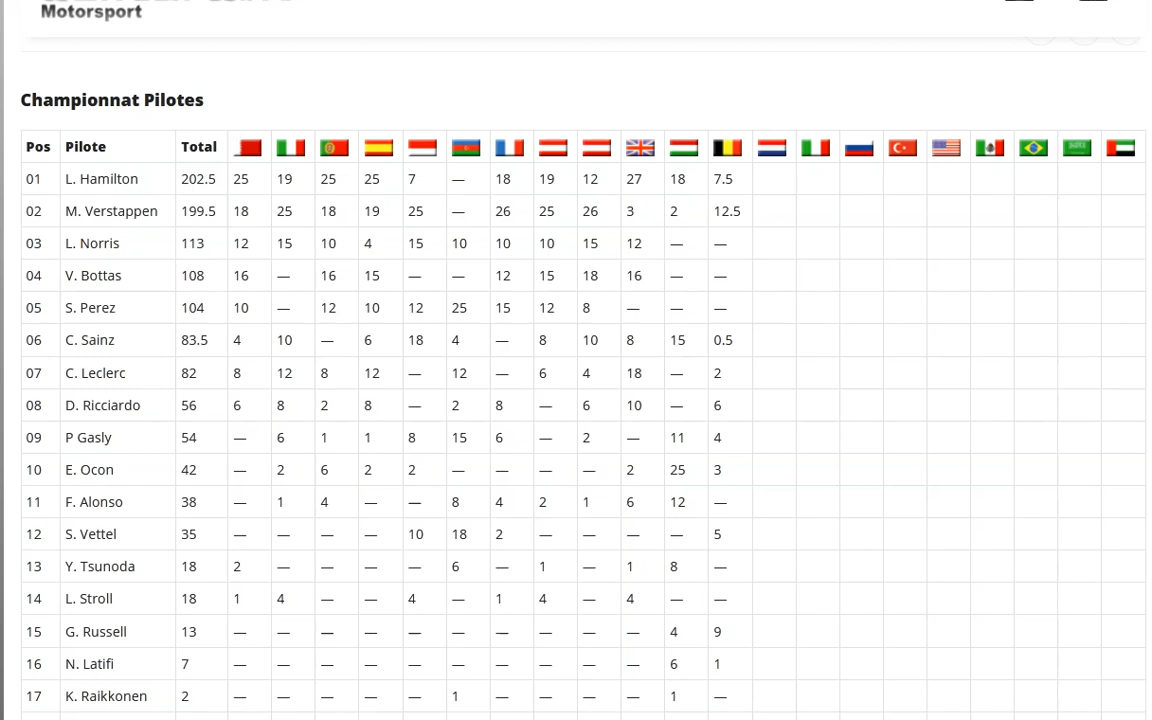 Motorsport
Championnat Pilotes
Pos Pilote Total
01 L. Hamilton 202.5 25 19 25 25 7 — 18 19 12 27 18 7.5
02 M. Verstappen 199.5 18 25 18 19 25 — 26 25 26 3 2 12.5
03 L. Norris 113 12 15 10 4 15 10 10 10 15 12 — —
04 V. Bottas 108 16 — 16 15 — — 12 15 18 16 — —
05 S. Perez 104 10 — 12 10 12 25 15 12 8 — — —
06 C. Sainz 83.5 4 10 — 6 18 4 — 8 10 8 15 0.5
07 C. Leclerc 82 8 12 8 12 — 12 — 6 4 18 — 2
08 D. Ricciardo 56 6 8 2 8 — 2 8 — 6 10 — 6
09 P Gasly 54 — 6 1 1 8 15 6 — 2 — 11 4
10 E. Ocon 42 — 2 6 2 2 — — — — 2 25 3
11 F. Alonso 38 — 1 4 — — 8 4 2 1 6 12 —
12 S. Vettel 35 — — — — 10 18 2 — — — — 5
13 Y. Tsunoda 18 2 — — — — 6 — 1 — 1 8 —
14 L. Stroll 18 1 4 — — 4 — 1 4 — 4 — —
15 G. Russell 13 — — — — — — — — — — 4 9
16 N. Latifi 7 — — — — — — — — — — 6 1
17 K. Raikkonen 2 — — — — — 1 — — — — 1 —